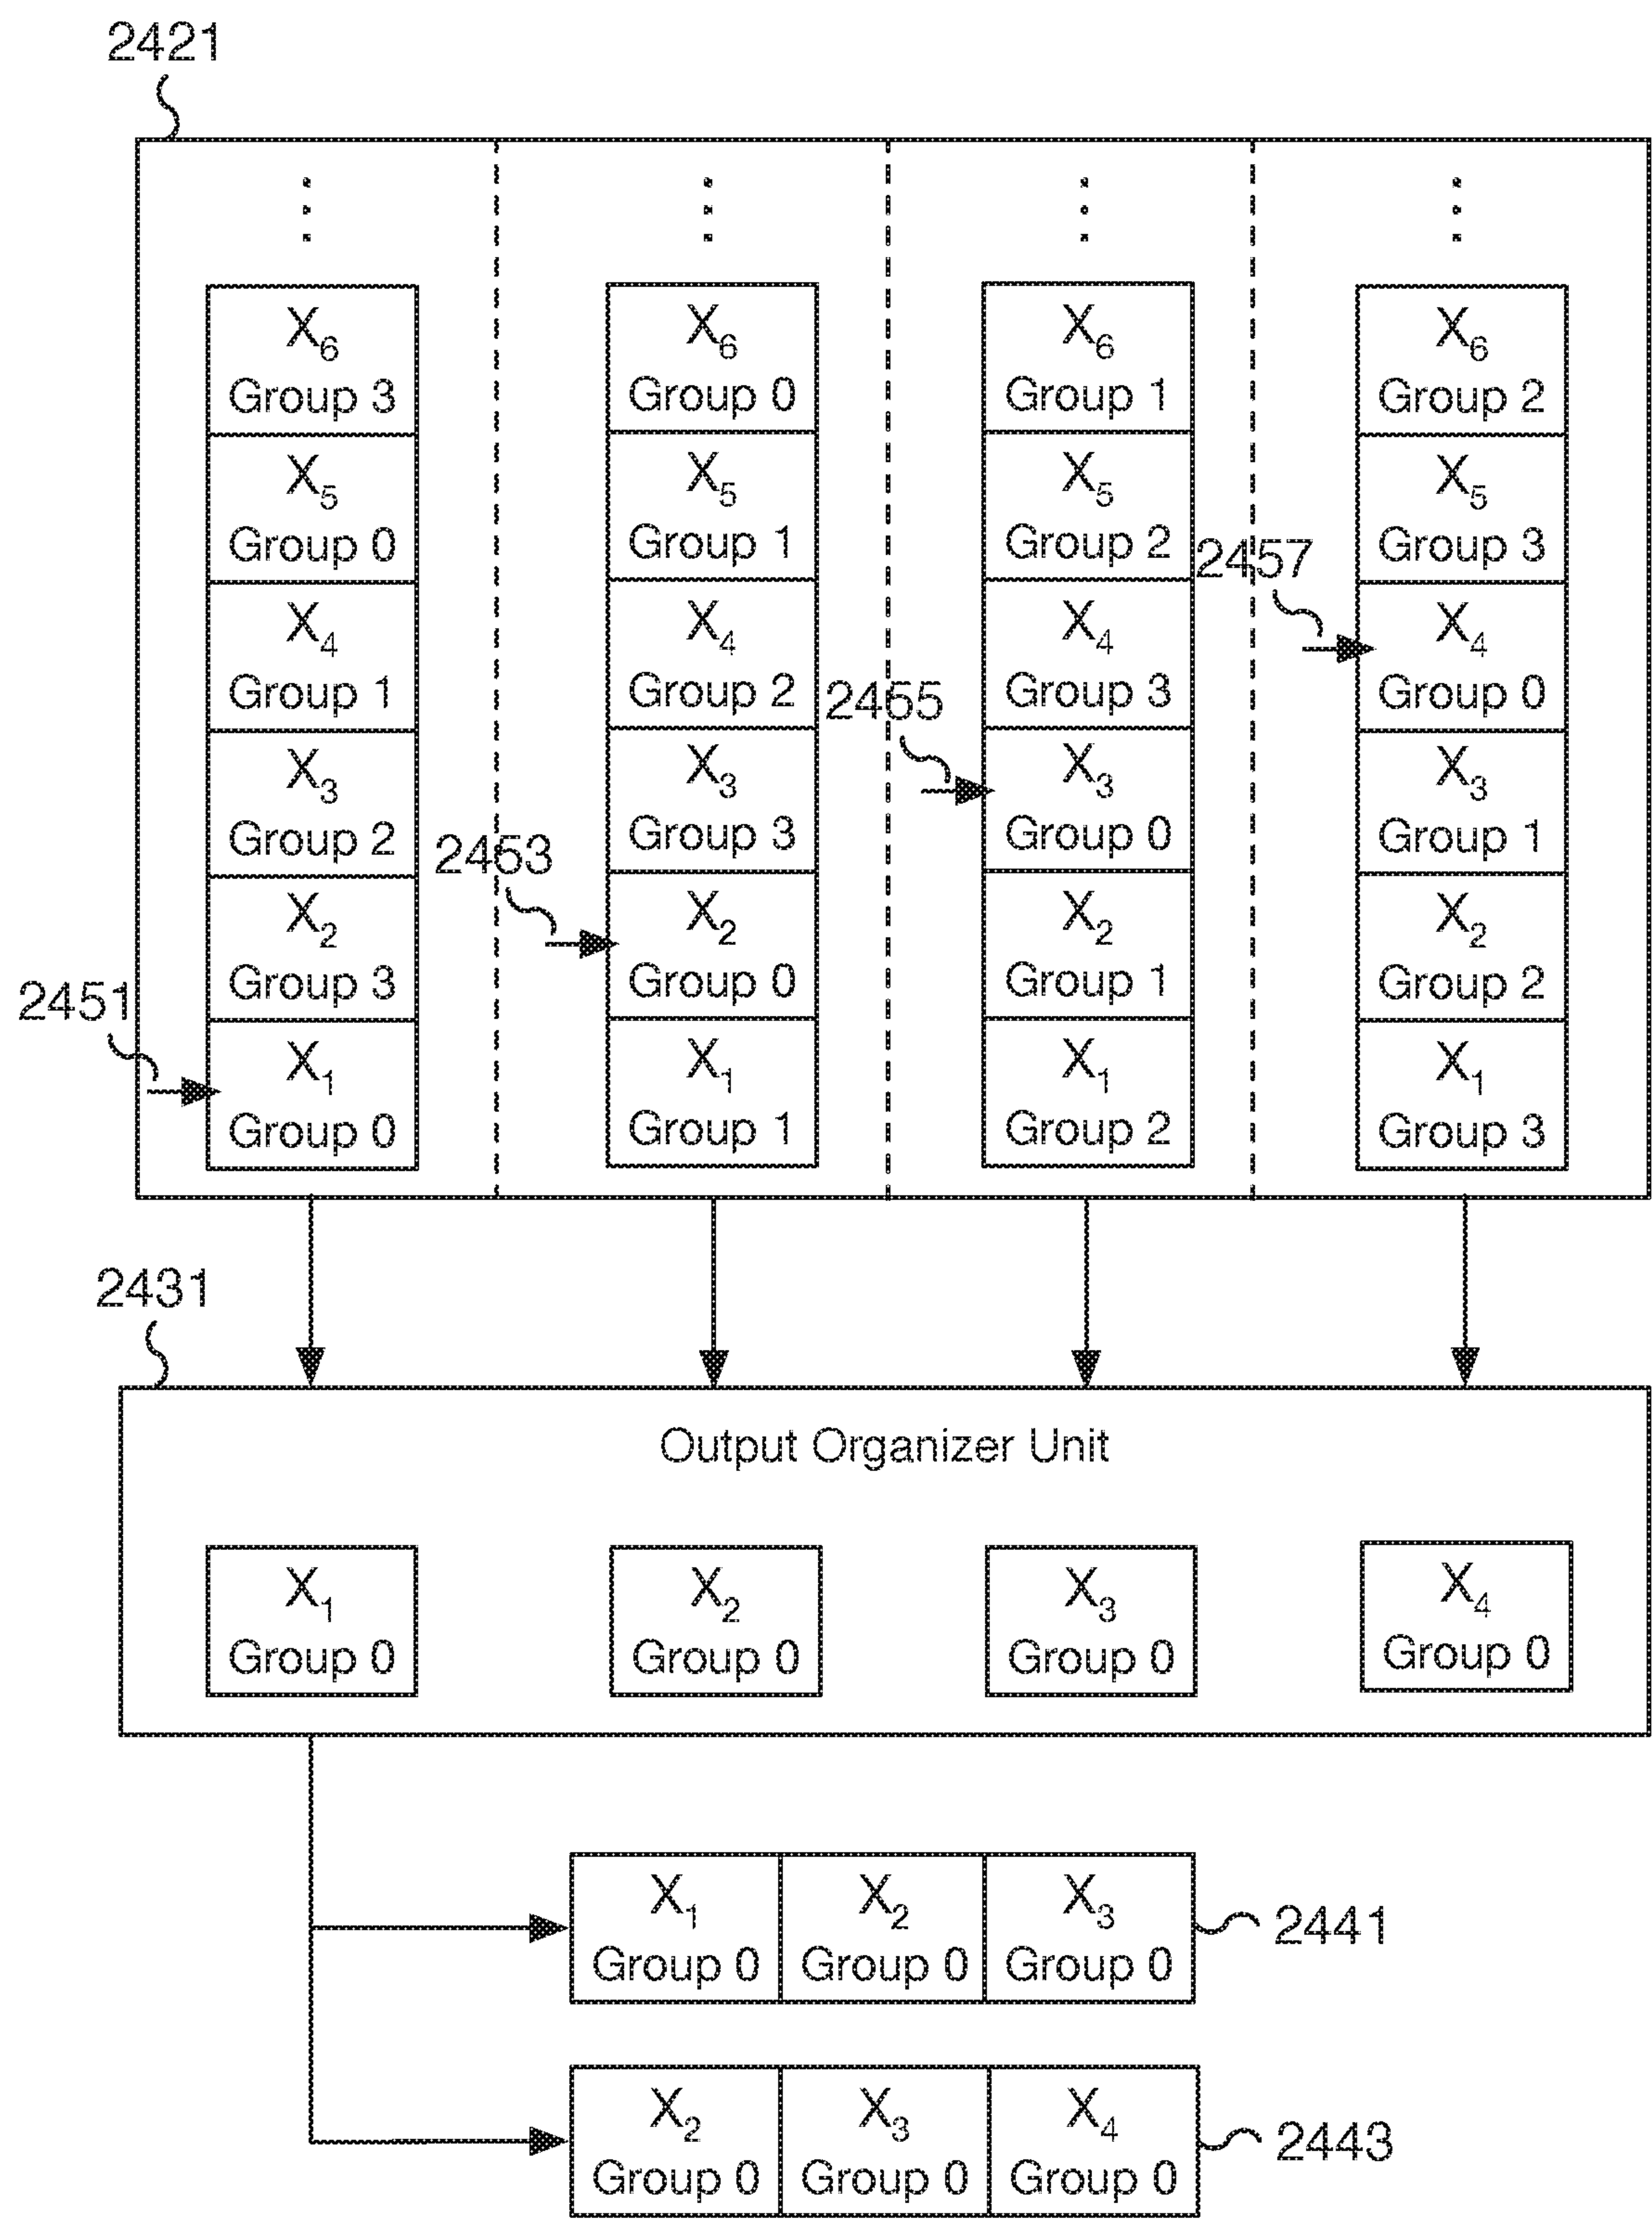 2421
X₆ X₆ X₆ X₆
Group 3 Group 0 Group 1 Group 2
X₅ X₅ X₅ X₅
Group 0 Group 1 Group 2 Group 3
2457
X₄ X₄ X₄ X₄
Group 1 Group 2 Group 3 Group 0
2455
X₃ X₃ X₃ X₃
Group 2 Group 3 Group 0 Group 1
2453
X₂ X₂ X₂ X₂
Group 3 Group 0 Group 1 Group 2
2451
X₁ X₁ X₁ X₁
Group 0 Group 1 Group 2 Group 3
2431
Output Organizer Unit
X₁ X₂ X₃ X₄
Group 0 Group 0 Group 0 Group 0
X₁ X₂ X₃
Group 0 Group 0 Group 0
2441
X₂ X₃ X₄
Group 0 Group 0 Group 0
2443